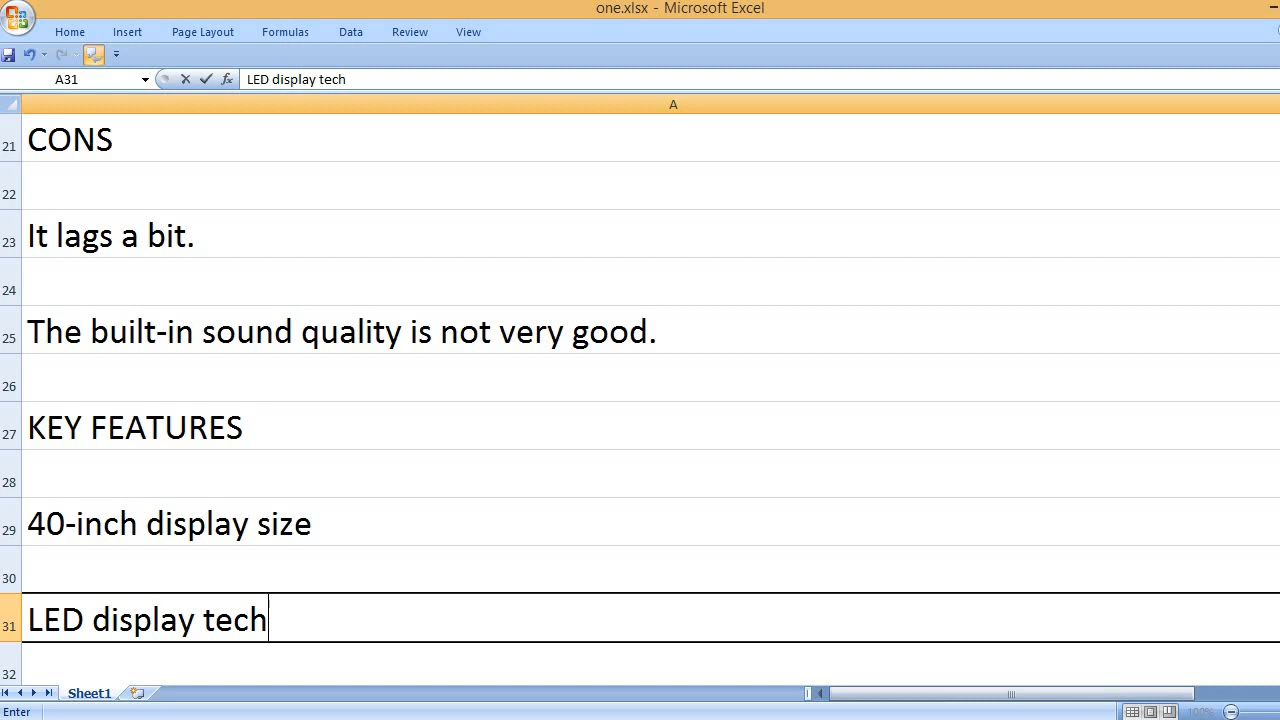 one.xlsx - Microsoft Excel
Home Insert Page Layout Formulas Data Review View
A31 fx LED display tech
A
21 CONS
22
23 It lags a bit.
24
25 The built-in sound quality is not very good.
26
27 KEY FEATURES
28
29 40-inch display size
30
31 LED display tech
32
Sheet1
Enter 100%